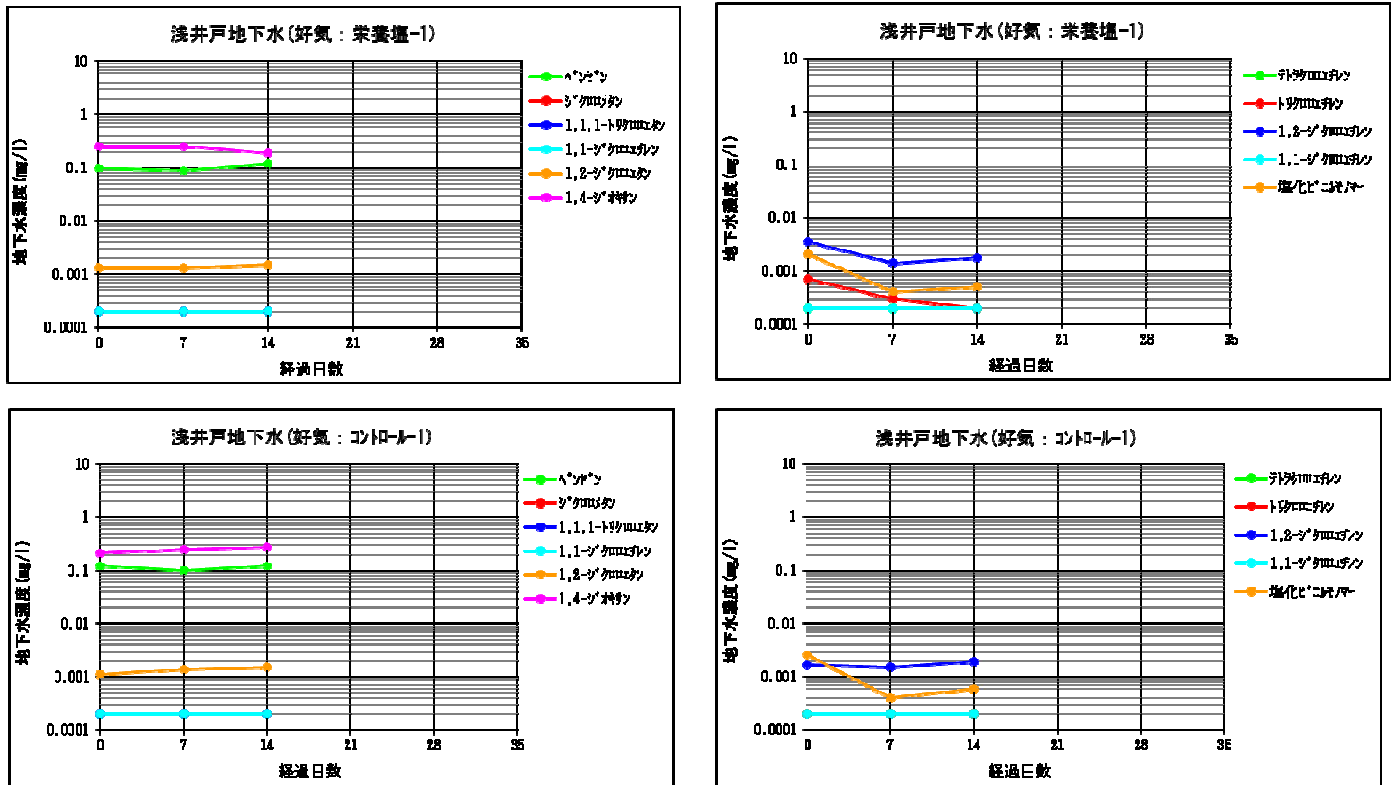 浅井戸地下水(好気：栄養塩-1)
地下水濃度(mg/l)
10
1
0.1
0.01
0.001
0.0001
0 7 14 21 28 35
経過日数
ﾍﾞﾝｾﾞﾝ
ｼﾞｸﾛﾛﾒﾀﾝ
1,1,1-ﾄﾘｸﾛﾛｴﾀﾝ
1,1-ｼﾞｸﾛﾛｴﾁﾚﾝ
1,2-ｼﾞｸﾛﾛｴﾀﾝ
1,4-ｼﾞｵｷｻﾝ
浅井戸地下水(好気：栄養塩-1)
地下水濃度(mg/l)
10
1
0.1
0.01
0.001
0.0001
0 7 14 21 28 35
経過日数
ﾃﾄﾗｸﾛﾛｴﾁﾚﾝ
ﾄﾘｸﾛﾛｴﾁﾚﾝ
1,2-ｼﾞｸﾛﾛｴﾁﾚﾝ
1,1-ｼﾞｸﾛﾛｴﾁﾚﾝ
塩化ﾋﾞﾆﾙﾓﾉﾏｰ
浅井戸地下水(好気：ｺﾝﾄﾛｰﾙ-1)
地下水濃度(mg/l)
10
1
0.1
0.01
0.001
0.0001
0 7 14 21 28 35
経過日数
ﾍﾞﾝｾﾞﾝ
ｼﾞｸﾛﾛﾒﾀﾝ
1,1,1-ﾄﾘｸﾛﾛｴﾀﾝ
1,1-ｼﾞｸﾛﾛｴﾁﾚﾝ
1,2-ｼﾞｸﾛﾛｴﾀﾝ
1,4-ｼﾞｵｷｻﾝ
浅井戸地下水(好気：ｺﾝﾄﾛｰﾙ-1)
地下水濃度(mg/l)
10
1
0.1
0.01
0.001
0.0001
0 7 14 21 28 35
経過日数
ﾃﾄﾗｸﾛﾛｴﾁﾚﾝ
ﾄﾘｸﾛﾛｴﾁﾚﾝ
1,2-ｼﾞｸﾛﾛｴﾁﾚﾝ
1,1-ｼﾞｸﾛﾛｴﾁﾚﾝ
塩化ﾋﾞﾆﾙﾓﾉﾏｰ